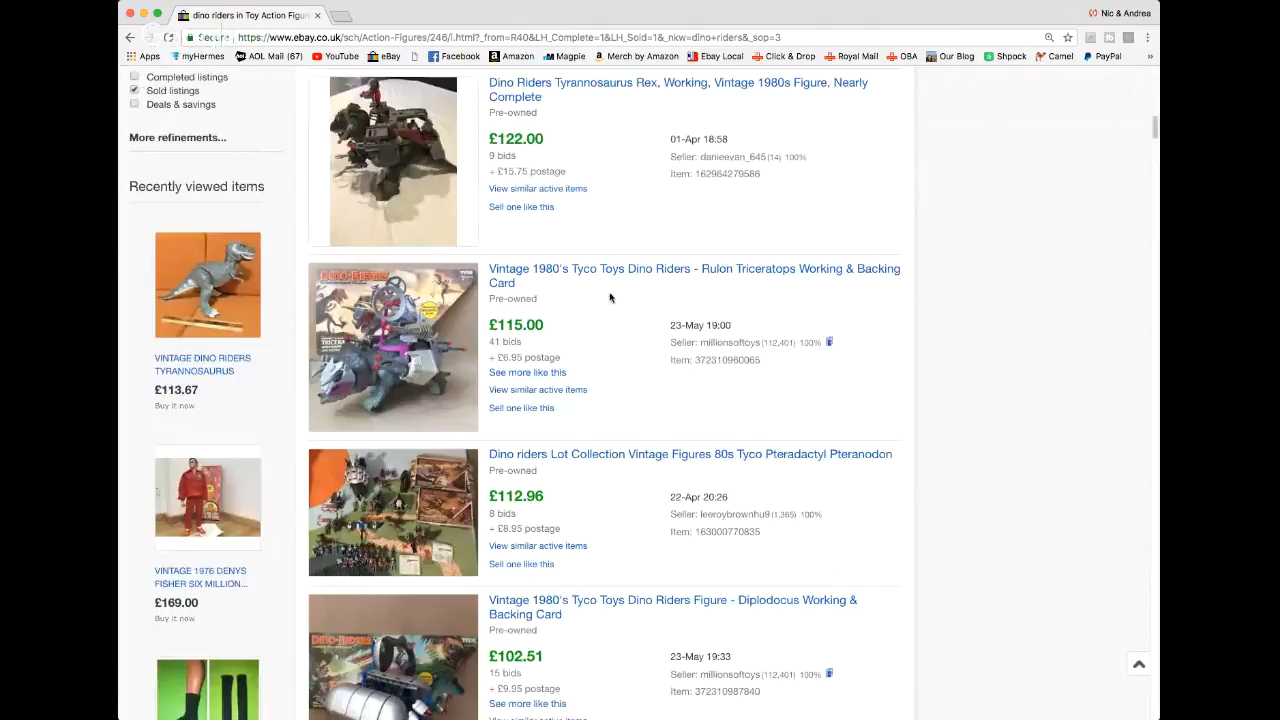 dino riders in Toy Action Figur
Nic & Andrea
Secure
https://www.ebay.co.uk/sch/Action-Figures/246/i.html?_from=R40&LH_Complete=1&LH_Sold=1&_nkw=dino+riders&_sop=3
Apps
myHermes
AOL Mail (67)
YouTube
eBay
Magpie
Facebook
Amazon
Merch by Amazon
Ebay Local
Click & Drop
Royal Mail
OBA
Our Blog
Shpock
Camel
PayPal
Completed listings
Sold listings
Deals & savings
More refinements...
Recently viewed items
VINTAGE DINO RIDERS
TYRANNOSAURUS
£113.67
Buy it now
VINTAGE 1976 DENYS
FISHER SIX MILLION...
£169.00
Buy it now
Dino Riders Tyrannosaurus Rex, Working, Vintage 1980s Figure, Nearly
Complete
Pre-owned
£122.00
9 bids
+ £15.75 postage
View similar active items
Sell one like this
01-Apr 18:58
Seller: danieevan_645 (14) 100%
Item: 162964279586
DINO-RIDERS
Vintage 1980's Tyco Toys Dino Riders - Rulon Triceratops Working & Backing
Card
Pre-owned
£115.00
41 bids
+ £6.95 postage
See more like this
View similar active items
Sell one like this
23-May 19:00
Seller: millionsoftoys (112,401) 100%
Item: 372310960065
Dino riders Lot Collection Vintage Figures 80s Tyco Pteradactyl Pteranodon
Pre-owned
£112.96
8 bids
+ £8.95 postage
View similar active items
Sell one like this
22-Apr 20:26
Seller: leeroybrownhu9 (1,365) 100%
Item: 163000770835
DINO-RIDERS
Vintage 1980's Tyco Toys Dino Riders Figure - Diplodocus Working &
Backing Card
Pre-owned
£102.51
15 bids
+ £9.95 postage
See more like this
View similar active items
23-May 19:33
Seller: millionsoftoys (112,401) 100%
Item: 372310987840